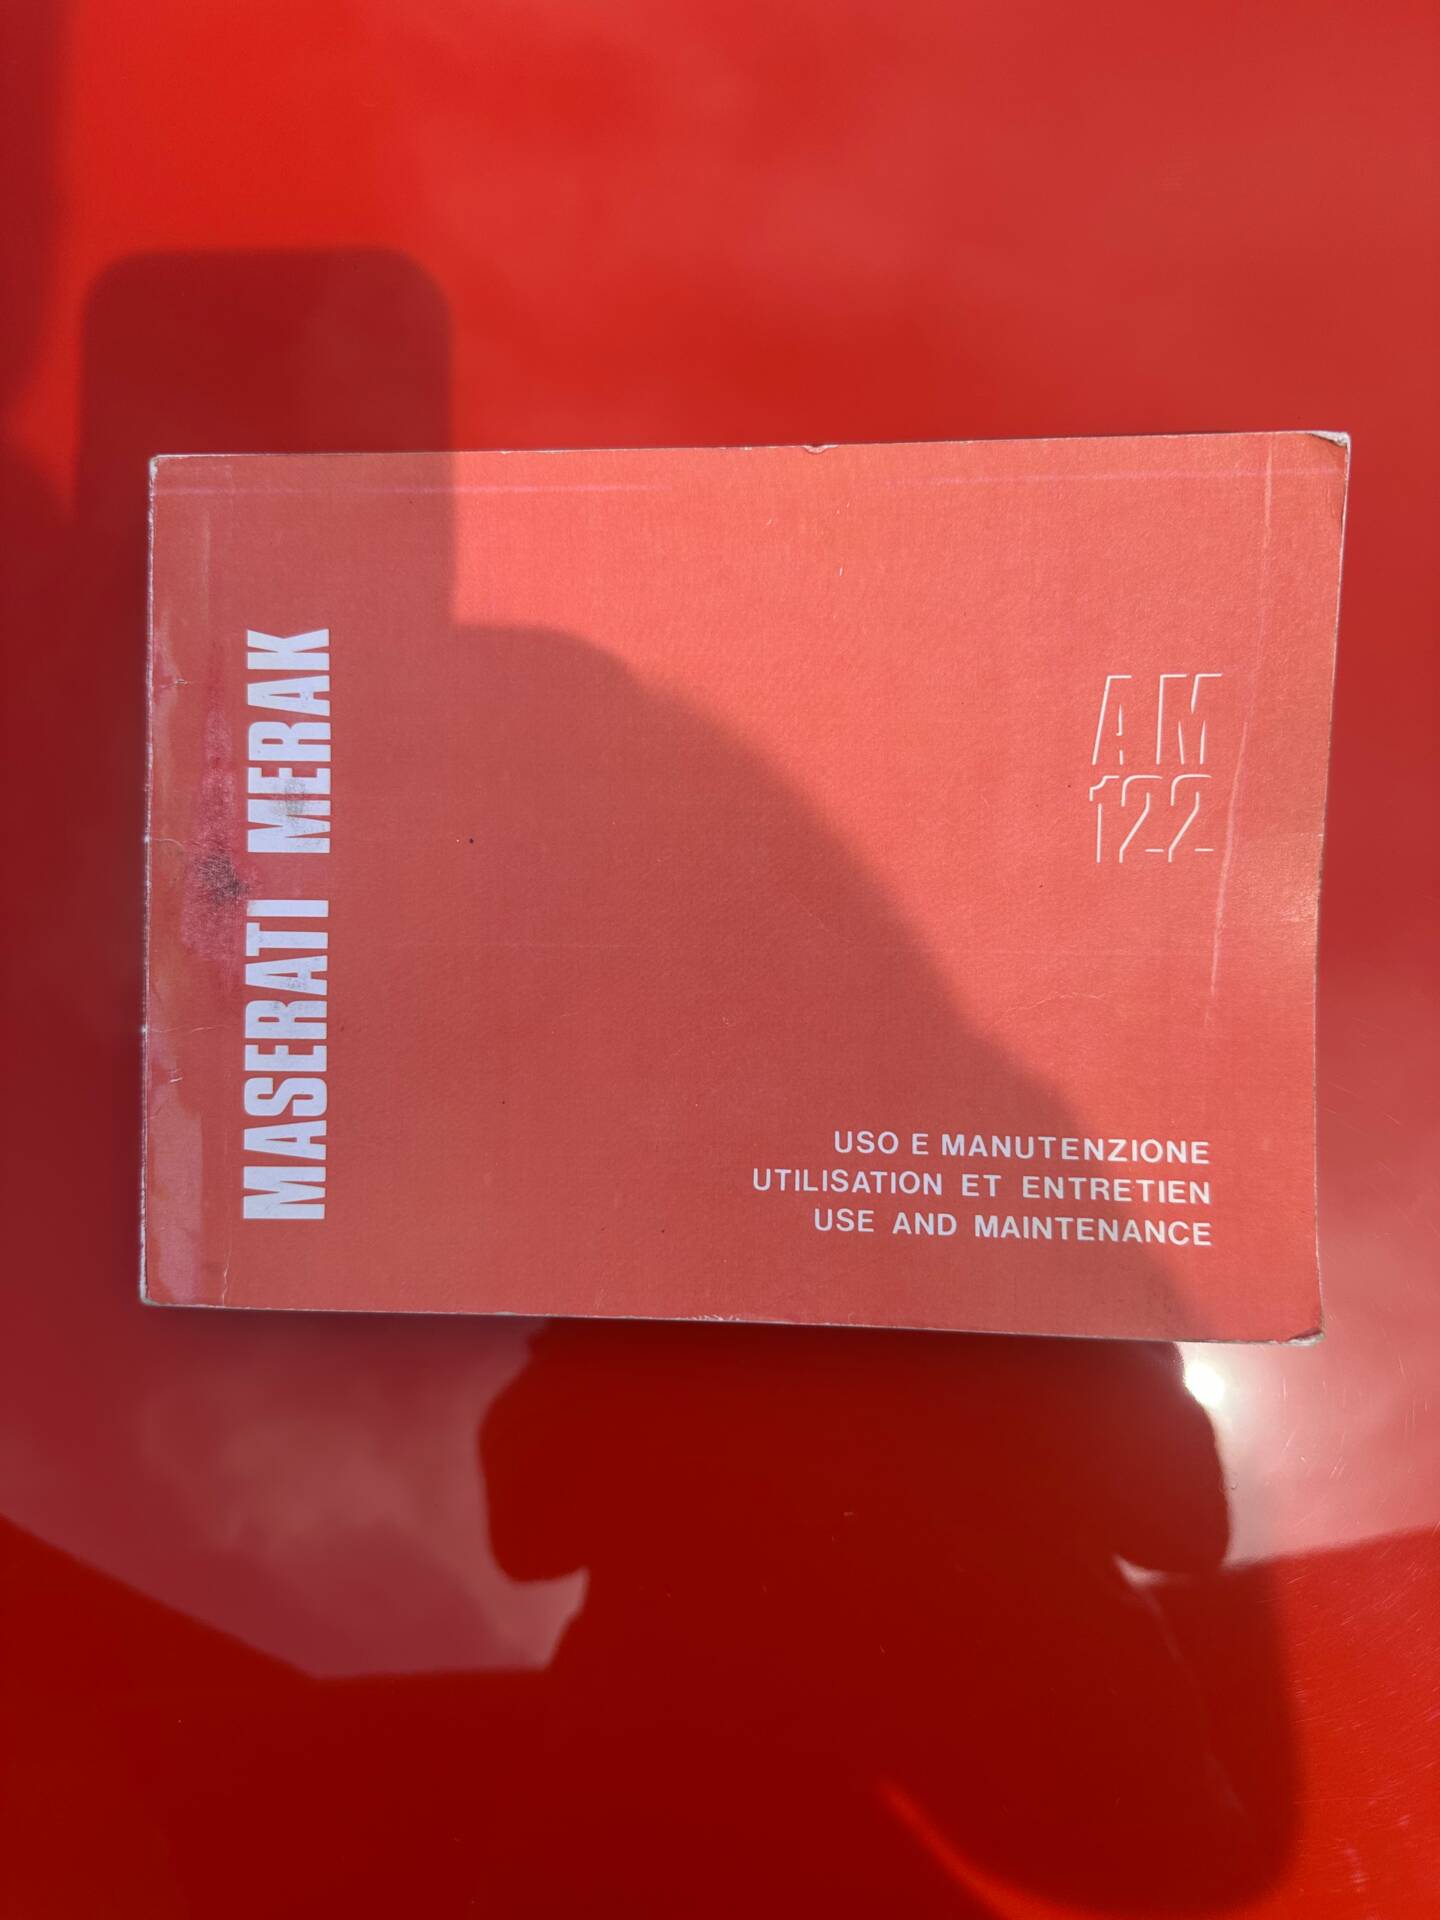 MASERATI MERAK
AM
122
USO E MANUTENZIONE
UTILISATION ET ENTRETIEN
USE AND MAINTENANCE